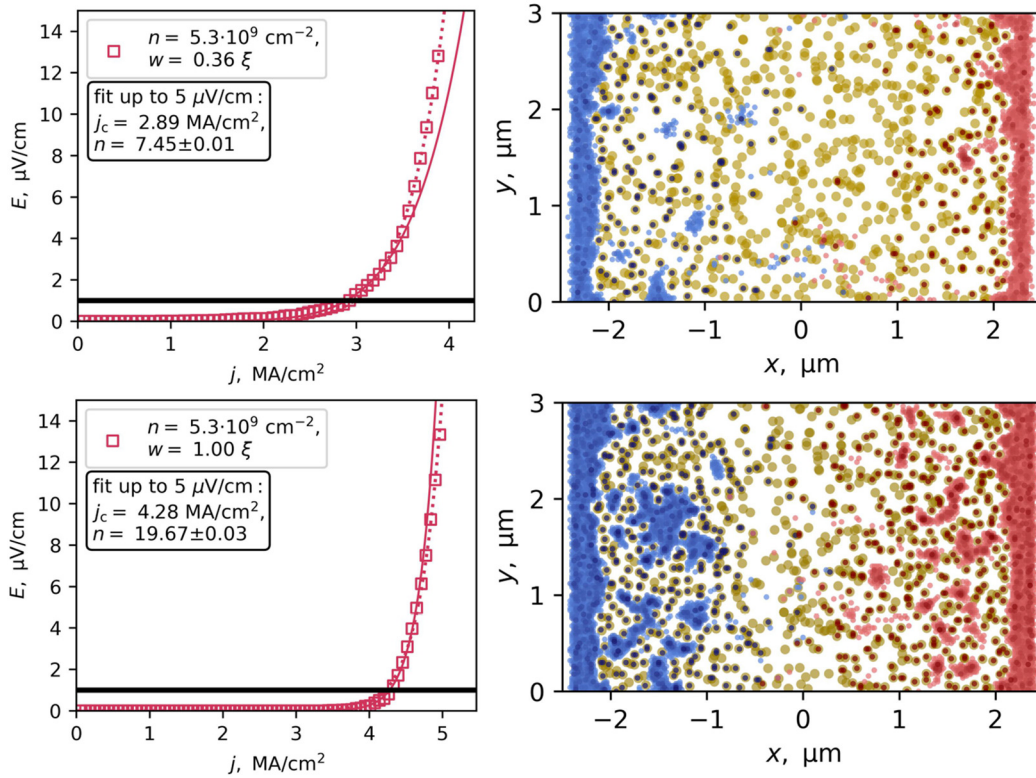 14
12
10
8
6
4
2
0
E, μV/cm
n = 5.3·10⁹ cm⁻²,
w = 0.36 ξ
fit up to 5 μV/cm :
jc = 2.89 MA/cm²,
n = 7.45±0.01
0 1 2 3 4
j, MA/cm²
3
2
1
0
y, μm
−2 −1 0 1 2
x, μm
14
12
10
8
6
4
2
0
E, μV/cm
n = 5.3·10⁹ cm⁻²,
w = 1.00 ξ
fit up to 5 μV/cm :
jc = 4.28 MA/cm²,
n = 19.67±0.03
0 1 2 3 4 5
j, MA/cm²
3
2
1
0
y, μm
−2 −1 0 1 2
x, μm